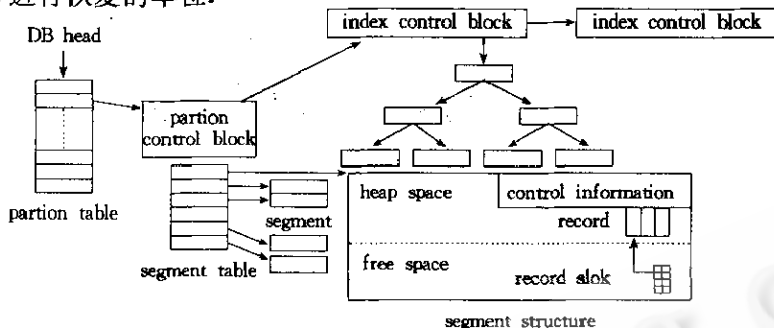 进行恢复的单位.
index control block
index control block
DB head
partion
control block
heap space
control information
segment
record
partion table
free space
segment table
record slok
segment structure